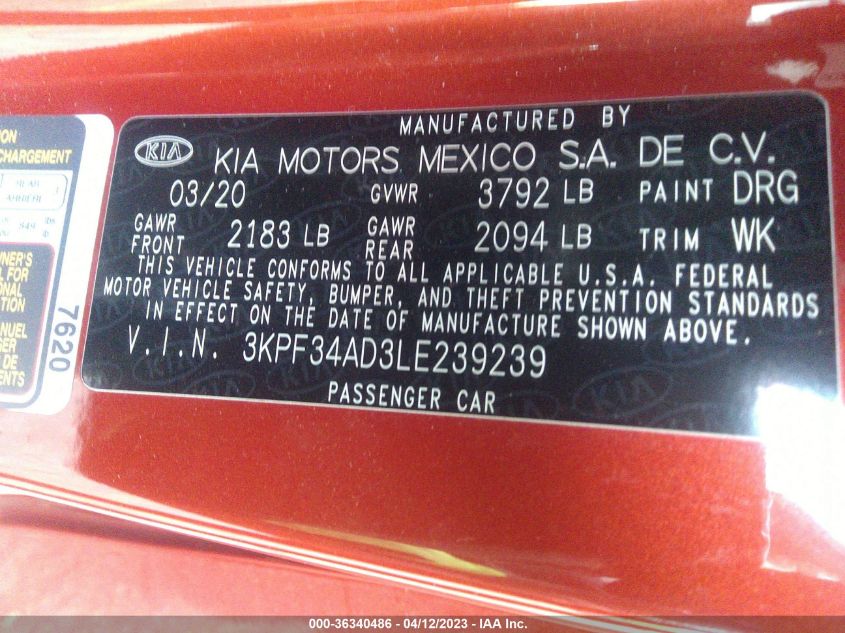 MANUFACTURED BY
KIA KIA MOTORS MEXICO S.A. DE C.V.
03/20 GVWR 3792 LB PAINT DRG
GAWR FRONT 2183 LB GAWR REAR 2094 LB TRIM WK
THIS VEHICLE CONFORMS TO ALL APPLICABLE U.S.A. FEDERAL
MOTOR VEHICLE SAFETY, BUMPER, AND THEFT PREVENTION STANDARDS
IN EFFECT ON THE DATE OF MANUFACTURE SHOWN ABOVE.
V.I.N. 3KPF34AD3LE239239
PASSENGER CAR
CHARGEMENT
7620
000-36340486 - 04/12/2023 - IAA Inc.